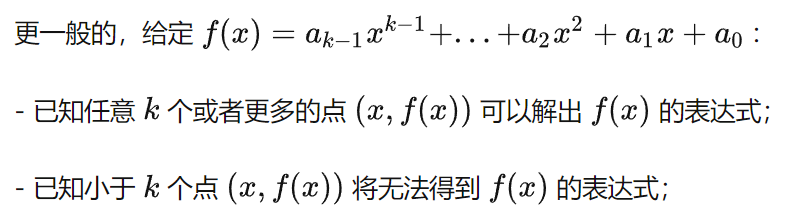 更一般的，给定 f(x) = a_{k−1}x^{k−1}+...+a_2x^2 + a_1x + a_0 :
- 已知任意 k 个或者更多的点 (x, f(x)) 可以解出 f(x) 的表达式；
- 已知小于 k 个点 (x, f(x)) 将无法得到 f(x) 的表达式；